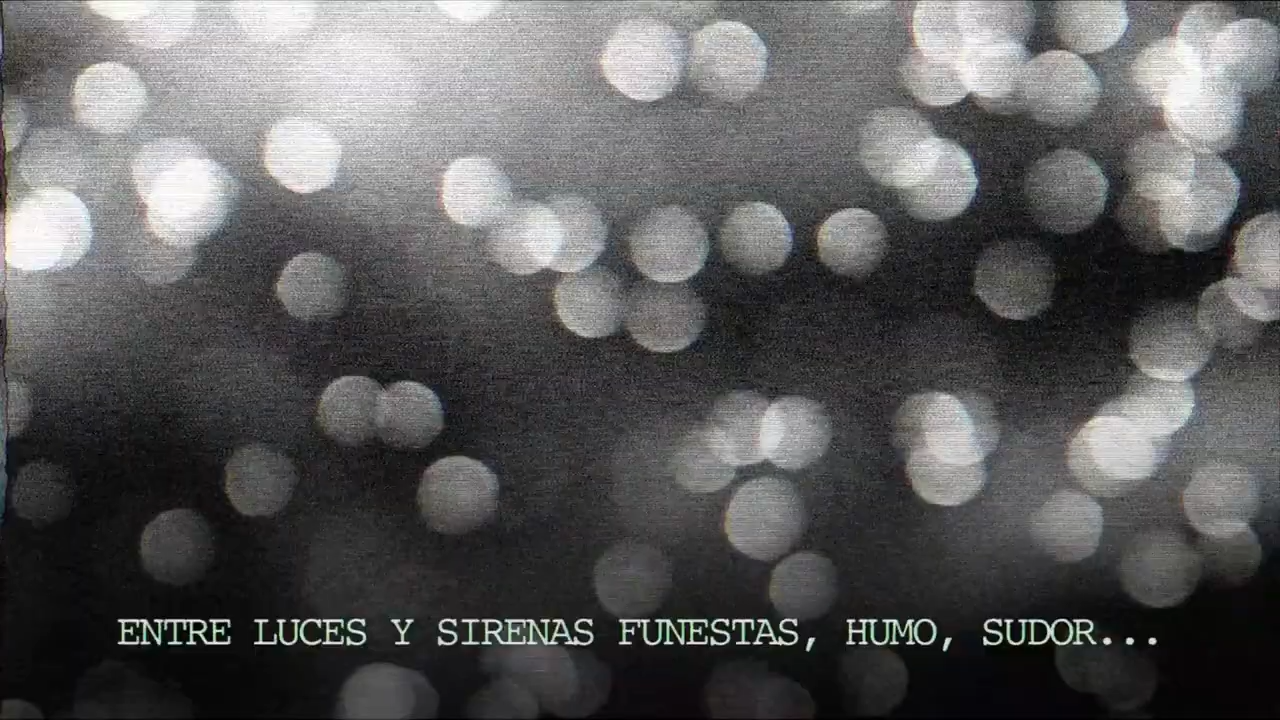 ENTRE LUCES Y SIRENAS FUNESTAS, HUMO, SUDOR...